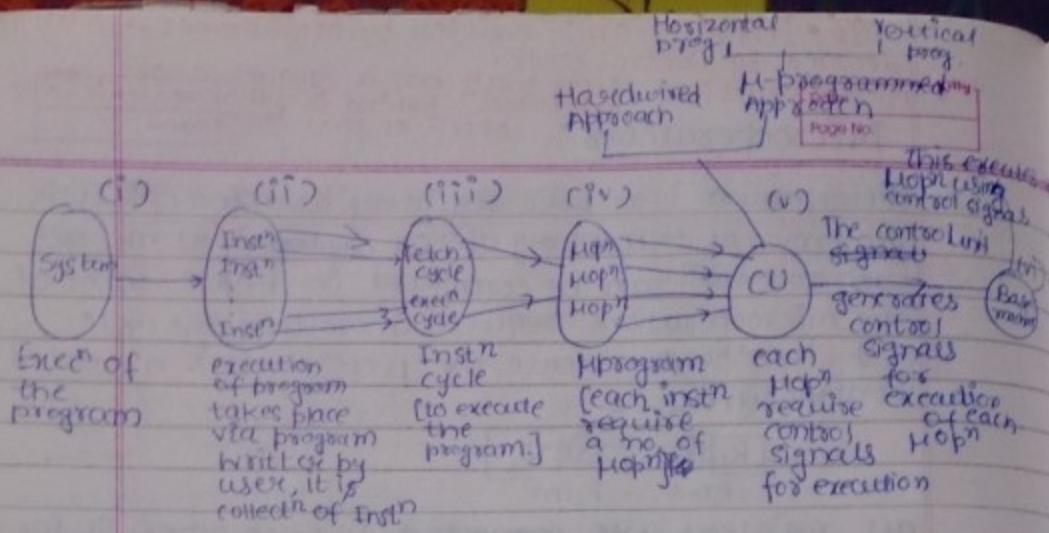 Horizontal
prog
Vertical
prog.
Hardwired
Approach
μ-programmed
Approach
Page No.
(i)
(ii)
(iii)
(iv)
(v)
This executes
μopⁿ using
control signals
System
Instⁿ
Instⁿ
Instⁿ
fetch
cycle
execⁿ
cycle
μopⁿ
μopⁿ
μopⁿ
CU
The control unit
signals
generates
control
signals
for
execution
of each
μopⁿ
Execⁿ of
the
program
execution
of program
takes place
via program
written by
user, it is
collectⁿ of Instⁿ
Instⁿ
cycle
[to execute
the
program.]
μprogram
[each instⁿ
require
a no. of
μopⁿ]
each
μopⁿ
require
control
signals
for execution